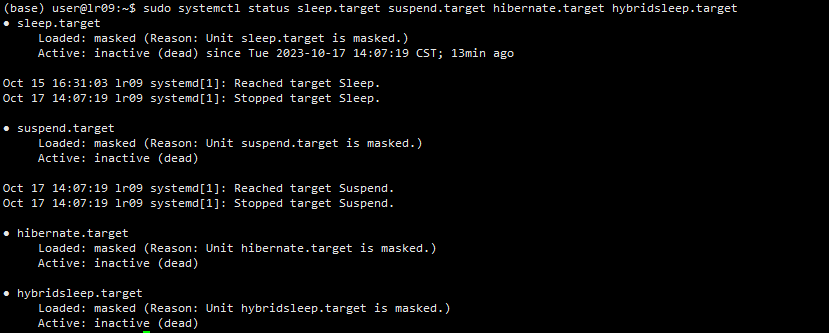 (base) user@lr09:~$ sudo systemctl status sleep.target suspend.target hibernate.target hybridsleep.target
● sleep.target
Loaded: masked (Reason: Unit sleep.target is masked.)
Active: inactive (dead) since Tue 2023-10-17 14:07:19 CST; 13min ago
Oct 15 16:31:03 lr09 systemd[1]: Reached target Sleep.
Oct 17 14:07:19 lr09 systemd[1]: Stopped target Sleep.
● suspend.target
Loaded: masked (Reason: Unit suspend.target is masked.)
Active: inactive (dead)
Oct 17 14:07:19 lr09 systemd[1]: Reached target Suspend.
Oct 17 14:07:19 lr09 systemd[1]: Stopped target Suspend.
● hibernate.target
Loaded: masked (Reason: Unit hibernate.target is masked.)
Active: inactive (dead)
● hybridsleep.target
Loaded: masked (Reason: Unit hybridsleep.target is masked.)
Active: inactive (dead)